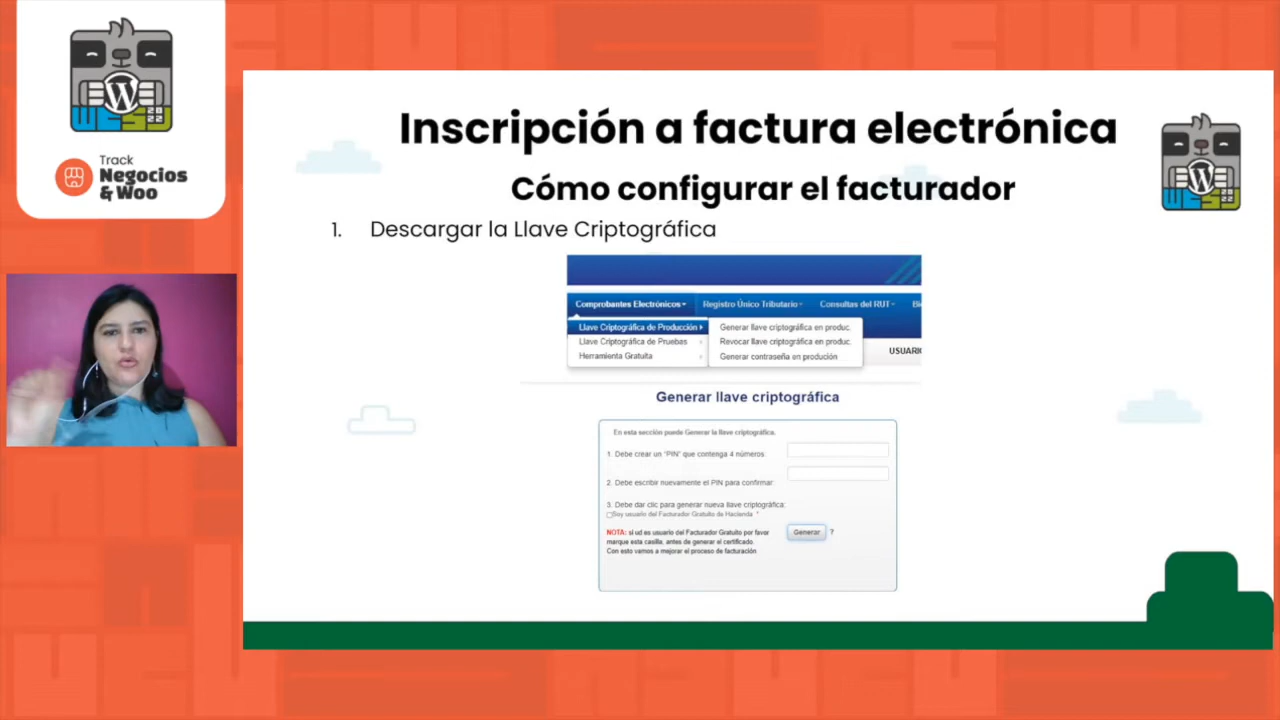 Track
Negocios
& Woo
WCSJ
2022
Inscripción a factura electrónica
Cómo configurar el facturador
1. Descargar la Llave Criptográfica
Comprobantes Electrónicos
Registro Único Tributario
Consultas del RUT
Llave Criptográfica de Producción
Generar llave criptográfica en produc.
Llave Criptográfica de Pruebas
Revocar llave criptográfica en produc.
Herramienta Gratuita
Generar contraseña en produción
Generar llave criptográfica
En esta sección puede Generar la llave criptográfica.
1. Debe crear un "PIN" que contenga 4 números
2. Debe escribir nuevamente el PIN para confirmar
3. Debe dar clic para generar nueva llave criptográfica:
Soy usuario del Facturador Gratuito de Hacienda *
NOTA: si ud es usuario del Facturador Gratuito por favor
marque esta casilla, antes de generar el certificado.
Con esto vamos a mejorar el proceso de facturación
Generar ?